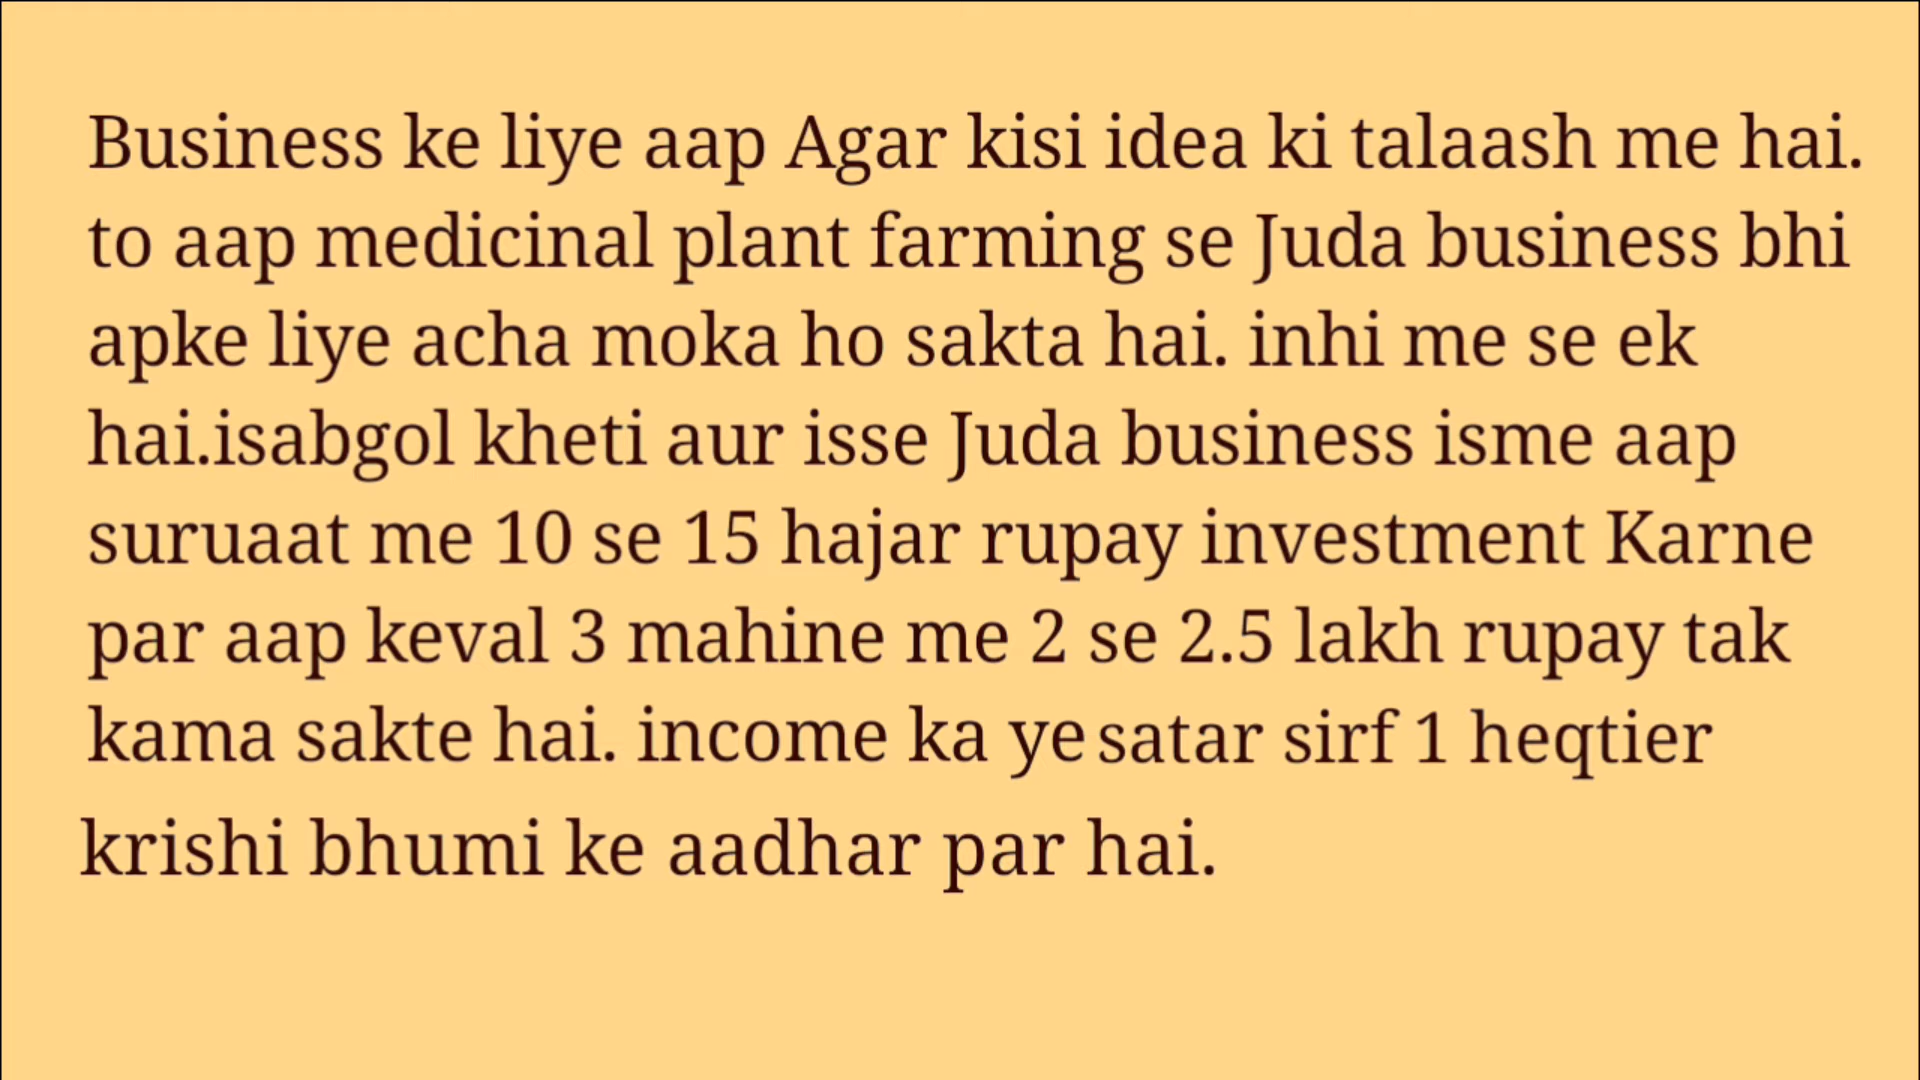 Business ke liye aap Agar kisi idea ki talaash me hai.
to aap medicinal plant farming se Juda business bhi
apke liye acha moka ho sakta hai. inhi me se ek
hai.isabgol kheti aur isse Juda business isme aap
suruaat me 10 se 15 hajar rupay investment Karne
par aap keval 3 mahine me 2 se 2.5 lakh rupay tak
kama sakte hai. income ka ye satar sirf 1 heqtier
krishi bhumi ke aadhar par hai.